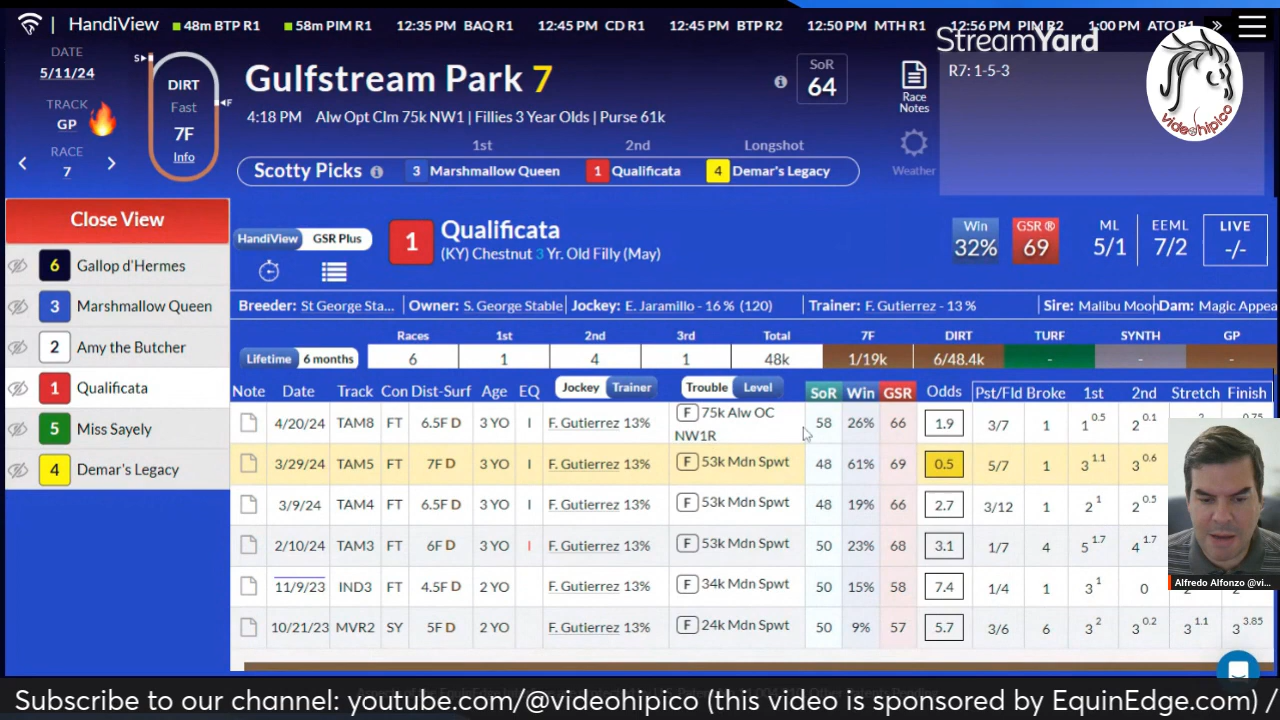 HandiView 48m BTP R1 58m PIM R1 12:35 PM BAQ R1 12:45 PM CD R1 12:45 PM BTP R2 12:50 PM MTH R1 12:56 PM PIM R2 1:00 PM ATO R1
StreamYard
DATE
5/11/24
TRACK
GP
RACE
7
S
DIRT
Fast
F
7F
Info
Gulfstream Park 7
4:18 PM Alw Opt Clm 75k NW1 | Fillies 3 Year Olds | Purse 61k
SoR
64
Race
Notes
Weather
R7: 1-5-3
videohipico
1st 2nd Longshot
Scotty Picks 3 Marshmallow Queen 1 Qualificata 4 Demar's Legacy
Close View
6 Gallop d'Hermes
3 Marshmallow Queen
2 Amy the Butcher
1 Qualificata
5 Miss Sayely
4 Demar's Legacy
HandiView GSR Plus
1 Qualificata
(KY) Chestnut 3 Yr. Old Filly (May)
Win
32%
GSR ®
69
ML
5/1
EEML
7/2
LIVE
-/-
Breeder: St George Sta... Owner: S. George Stable Jockey: E. Jaramillo - 16 % (120) Trainer: F. Gutierrez - 13 % Sire: Malibu Moon Dam: Magic Appea
Races 1st 2nd 3rd Total 7F DIRT TURF SYNTH GP
Lifetime 6 months 6 1 4 1 48k 1/19k 6/48.4k - - -
Note Date Track Con Dist-Surf Age EQ Jockey Trainer Trouble Level SoR Win GSR Odds Pst/Fld Broke 1st 2nd Stretch Finish
4/20/24 TAM8 FT 6.5F D 3 YO I F. Gutierrez 13% F 75k Alw OC NW1R 58 26% 66 1.9 3/7 1 1 0.5 2 0.1
3/29/24 TAM5 FT 7F D 3 YO I F. Gutierrez 13% F 53k Mdn Spwt 48 61% 69 0.5 5/7 1 3 1.1 3 0.6
3/9/24 TAM4 FT 6.5F D 3 YO I F. Gutierrez 13% F 53k Mdn Spwt 48 19% 66 2.7 3/12 1 2 1 2 0.5
2/10/24 TAM3 FT 6F D 3 YO I F. Gutierrez 13% F 53k Mdn Spwt 50 23% 68 3.1 1/7 4 5 1.7 4 1.7
11/9/23 IND3 FT 4.5F D 2 YO F. Gutierrez 13% F 34k Mdn Spwt 50 15% 58 7.4 1/4 1 3 1 0
10/21/23 MVR2 SY 5F D 2 YO F. Gutierrez 13% F 24k Mdn Spwt 50 9% 57 5.7 3/6 6 3 2 3 0.2 3 1.1 3 3.85
Alfredo Alfonzo @vi...
Subscribe to our channel: youtube.com/@videohipico (this video is sponsored by EquinEdge.com) /